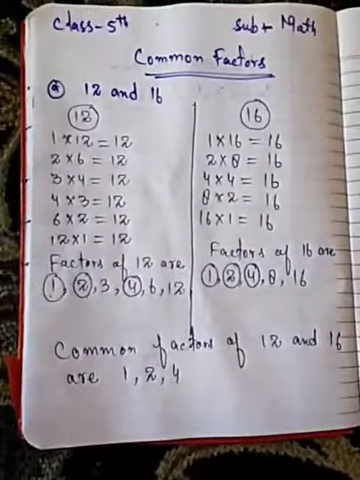 Class-5th
Sub+ Math
Common Factors
@ 12 and 16
12
1 x 12 = 12
2 x 6 = 12
3 x 4 = 12
4 x 3 = 12
6 x 2 = 12
12 x 1 = 12
Factors of 12 are
1, 2, 3, 4, 6, 12
16
1 x 16 = 16
2 x 8 = 16
4 x 4 = 16
8 x 2 = 16
16 x 1 = 16
Factors of 16 are
1, 2, 4, 8, 16
Common factors of 12 and 16
are 1, 2, 4